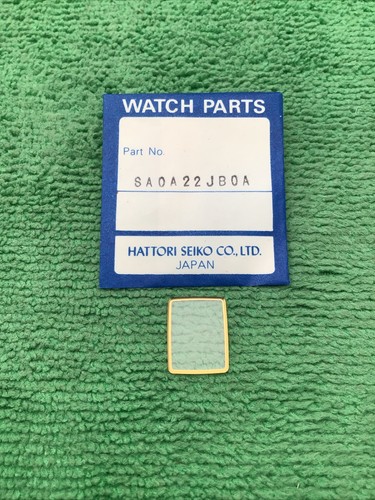 WATCH PARTS
Part No.
SA0A22JB0A
HATTORI SEIKO CO., LTD.
JAPAN